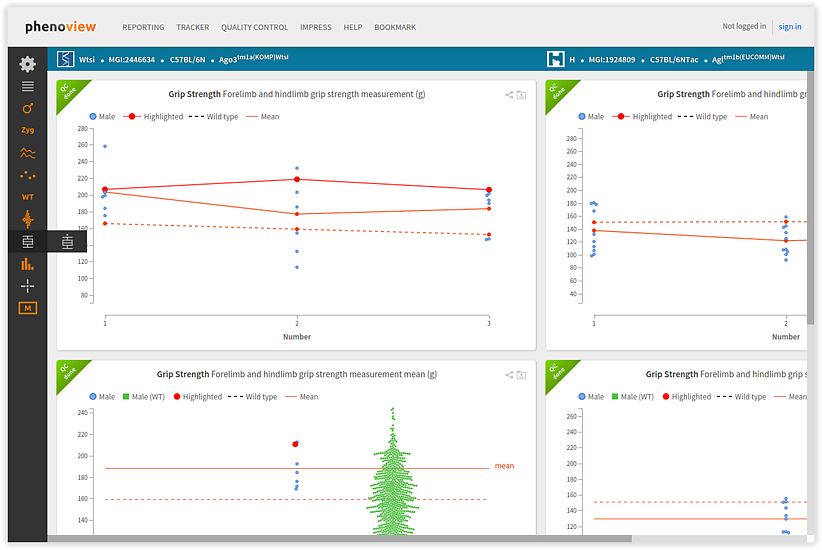 phenoview REPORTING TRACKER QUALITY CONTROL IMPRESS HELP BOOKMARK Not logged in sign in
Wtsi • MGI:2446634 • C57BL/6N • Ago3tm1a(KOMP)Wtsi
H • MGI:1924809 • C57BL/6NTac • Agltm1b(EUCOMM)Wtsi
Zyg
WT
M
QC done
Grip Strength Forelimb and hindlimb grip strength measurement (g)
Male Highlighted Wild type Mean
280
260
240
220
200
180
160
140
120
100
80
1 2 3
Number
QC done
Grip Strength Forelimb and hindlimb gr
Male Highlighted Wild type Mean
280
260
240
220
200
180
160
140
120
100
80
60
40
1 2
Number
QC done
Grip Strength Forelimb and hindlimb grip strength measurement mean (g)
Male Male (WT) Highlighted Wild type Mean
240
220
200
180
160
140
mean
QC done
Grip Strength Forelimb and hindlimb grip s
Male Male (WT) Highlighted Wild type Mean
260
240
220
200
180
160
140
120